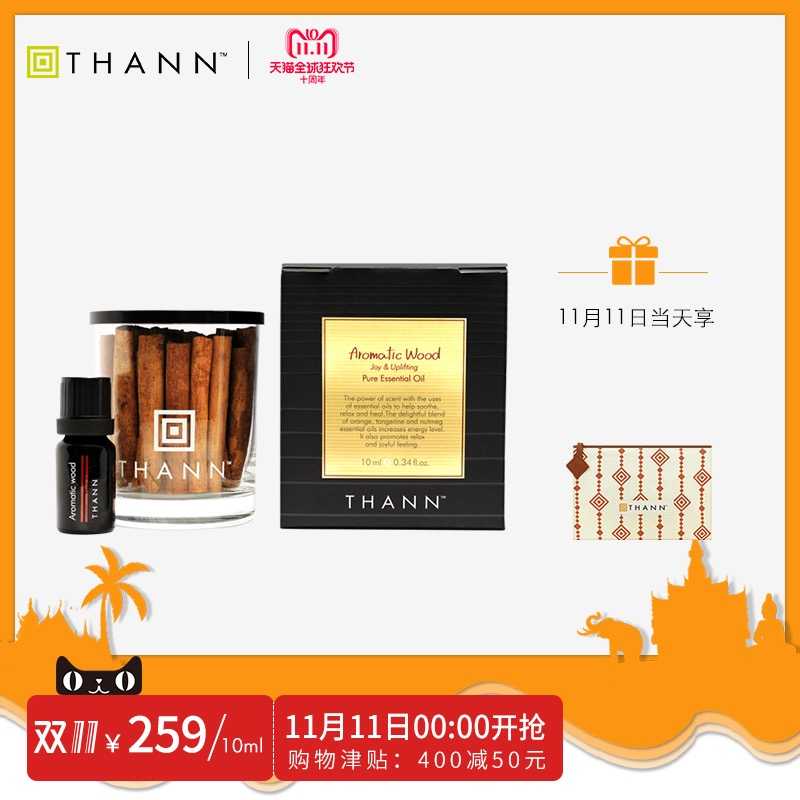 THANN™
11.11
天猫全球狂欢节
十周年
11月11日当天享
Aromatic Wood
Joy & Uplifting
Pure Essential Oil
The power of scent with the uses
of essential oils to help soothe,
relax and heal.The delightful blend
of orange, tangerine and nutmeg
essential oils increases energy level.
It also promotes relax
and joyful feeling.
10 ml 0.34 fl.oz.
THANN™
THANN™
Aromatic wood
THANN
THANN
双11¥259/10ml
11月11日00:00开抢
购物津贴：400减50元